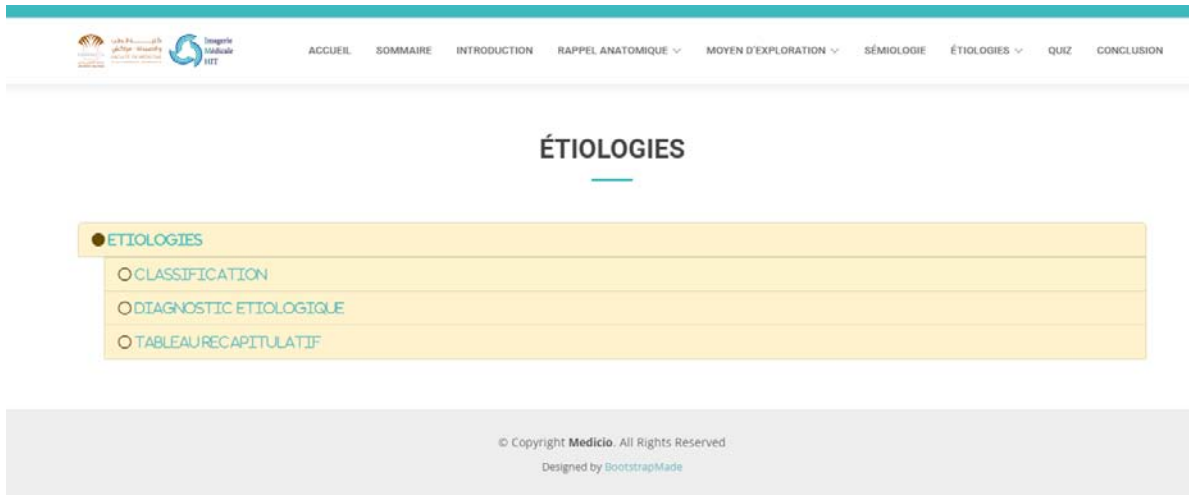 Imagerie
Médicale
HIT
ACCUEIL SOMMAIRE INTRODUCTION RAPPEL ANATOMIQUE MOYEN D'EXPLORATION SÉMIOLOGIE ÉTIOLOGIES QUIZ CONCLUSION
ÉTIOLOGIES
ETIOLOGIES
CLASSIFICATION
DIAGNOSTIC ETIOLOGIQUE
TABLEAU RECAPITULATIF
© Copyright Medicio. All Rights Reserved
Designed by BootstrapMade